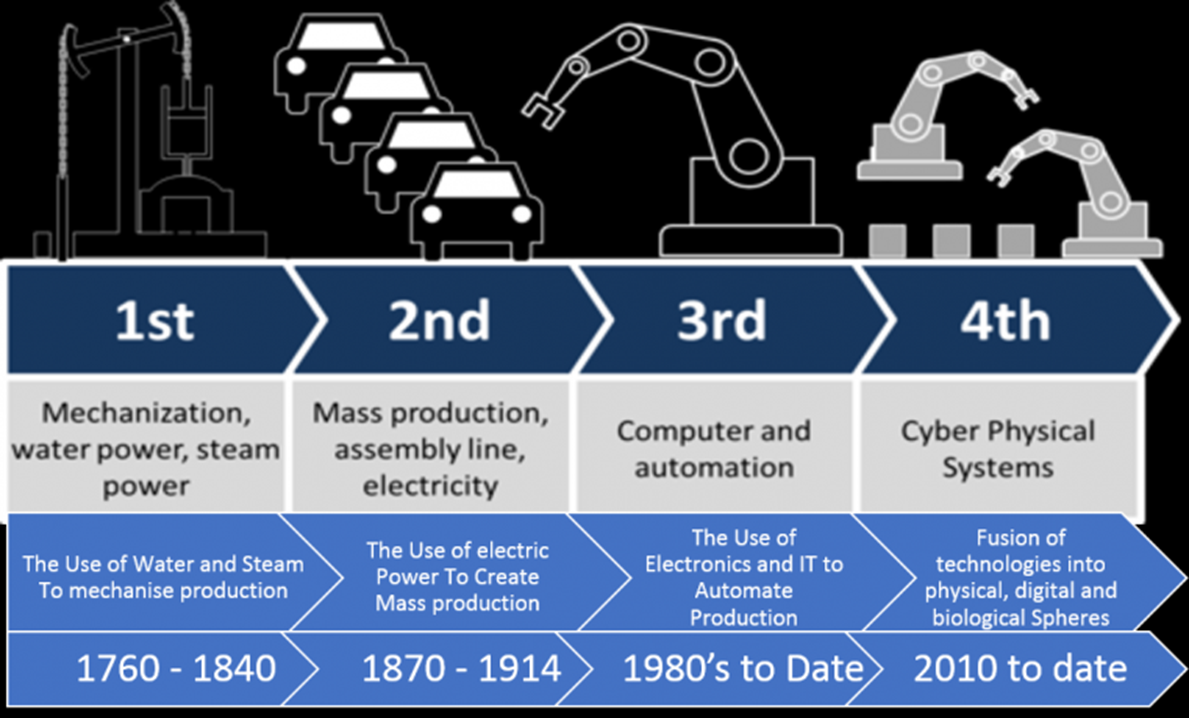 1st
2nd
3rd
4th
Mechanization,
water power, steam
power
Mass production,
assembly line,
electricity
Computer and
automation
Cyber Physical
Systems
The Use of Water and Steam
To mechanise production
The Use of electric
Power To Create
Mass production
The Use of
Electronics and IT to
Automate
Production
Fusion of
technologies into
physical, digital and
biological Spheres
1760 - 1840
1870 - 1914
1980's to Date
2010 to date